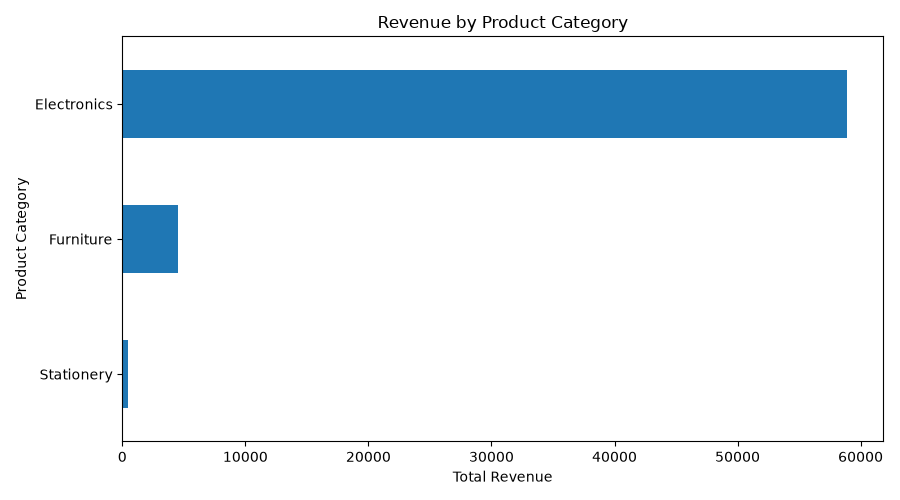 Revenue by Product Category
Electronics
Furniture
Stationery
Product Category
0 10000 20000 30000 40000 50000 60000
Total Revenue